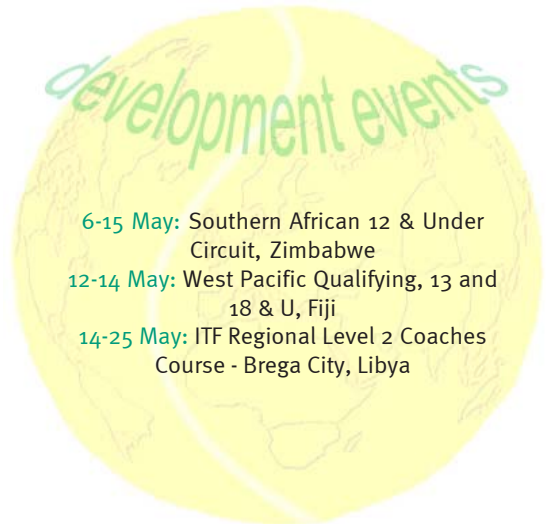 development events
6-15 May: Southern African 12 & Under
Circuit, Zimbabwe
12-14 May: West Pacific Qualifying, 13 and
18 & U, Fiji
14-25 May: ITF Regional Level 2 Coaches
Course - Brega City, Libya